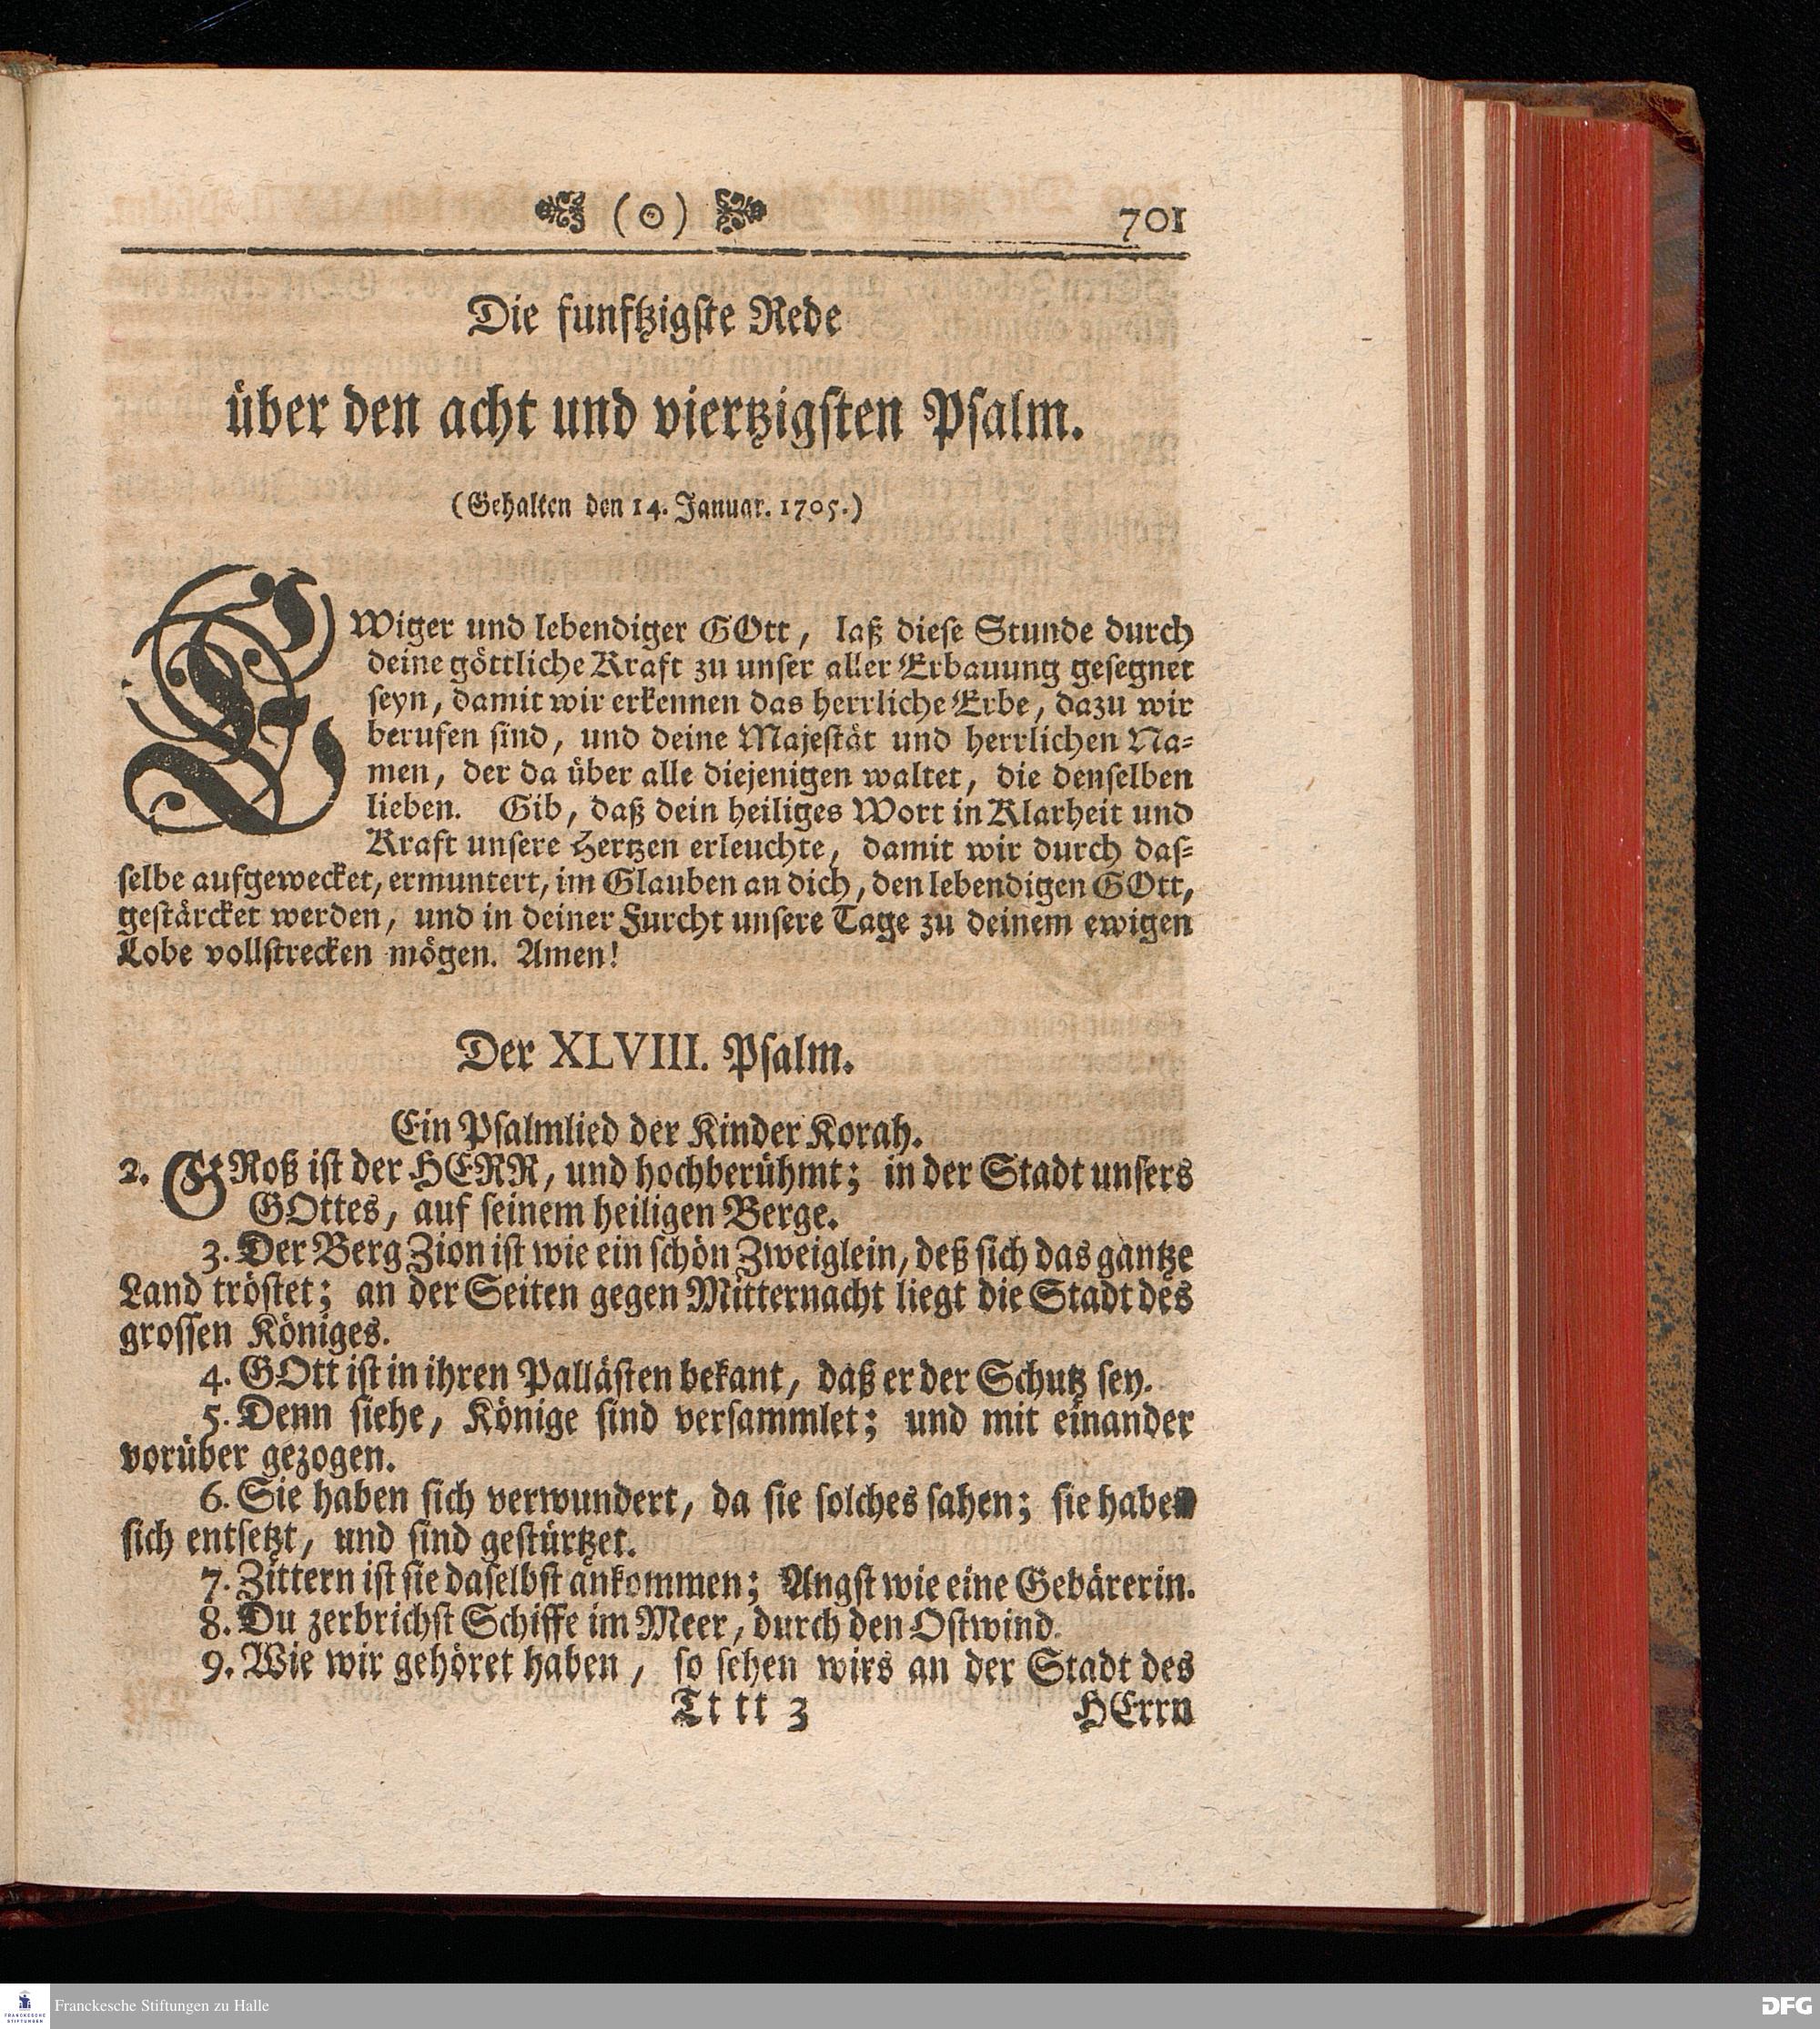 (o) 701
Die funftzigste Rede
über den acht und viertzigsten Psalm.
(Gehalten den 14. Januar. 1705.)
EWiger und lebendiger GOtt, laß diese Stunde durch
deine göttliche Kraft zu unser aller Erbauung gesegnet
seyn, damit wir erkennen das herrliche Erbe, dazu wir
berufen sind, und deine Majestät und herrlichen Na-
men, der da über alle diejenigen waltet, die denselben
lieben. Gib, daß dein heiliges Wort in Klarheit und
Kraft unsere Hertzen erleuchte, damit wir durch das-
selbe aufgewecket, ermuntert, im Glauben an dich, den lebendigen GOtt,
gestärcket werden, und in deiner Furcht unsere Tage zu deinem ewigen
Lobe vollstrecken mögen. Amen!
Der XLVIII. Psalm.
Ein Psalmlied der Kinder Korah.
2. GRoß ist der HERR, und hochberühmt; in der Stadt unsers
GOttes, auf seinem heiligen Berge.
3. Der Berg Zion ist wie ein schön Zweiglein, deß sich das gantze
Land tröstet; an der Seiten gegen Mitternacht liegt die Stadt des
grossen Königes.
4. GOtt ist in ihren Pallästen bekant, daß er der Schutz sey.
5. Denn siehe, Könige sind versammlet; und mit einander
vorüber gezogen.
6. Sie haben sich verwundert, da sie solches sahen; sie haben
sich entsetzt, und sind gestürtzet.
7. Zittern ist sie daselbst ankommen; Angst wie eine Gebärerin.
8. Du zerbrichst Schiffe im Meer, durch den Ostwind.
9. Wie wir gehöret haben, so sehen wirs an der Stadt des
Tt tt 3 HErrn
FRANCKESCHE STIFTUNGEN
Franckesche Stiftungen zu Halle
DFG